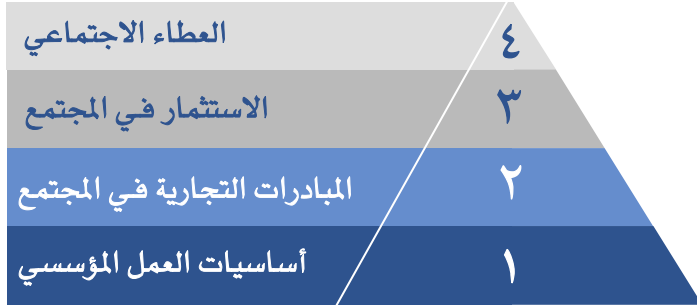 ٤ العطاء الاجتماعي
٣ الاستثمار في المجتمع
٢ المبادرات التجارية في المجتمع
١ أساسيات العمل المؤسسي